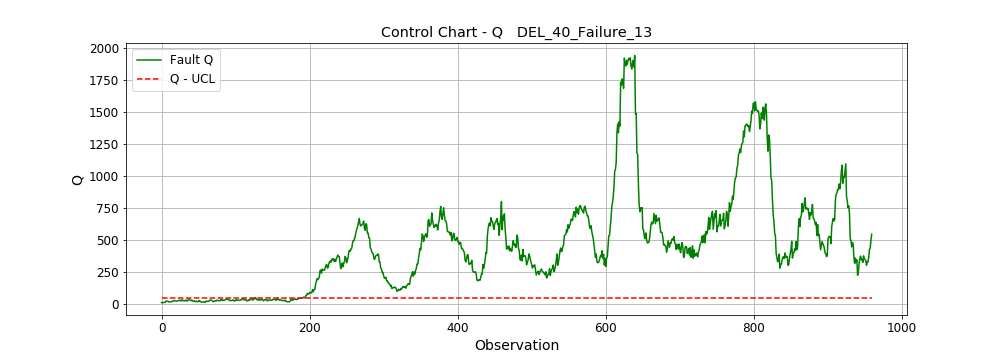 Control Chart - Q   DEL_40_Failure_13
Fault Q
Q - UCL
2000
1750
1500
1250
1000
750
500
250
0
Q
0 200 400 600 800 1000
Observation